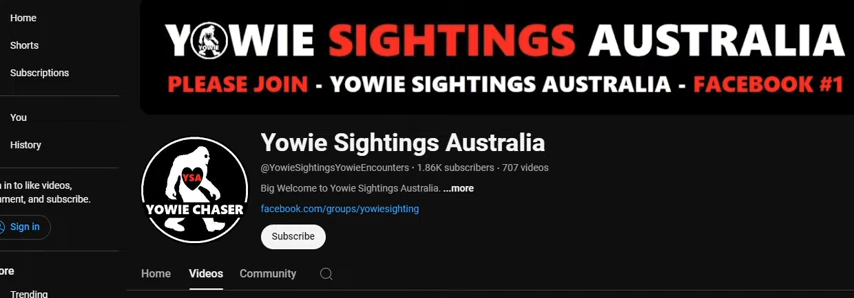 Home
Shorts
Subscriptions
You
History
in to like videos,
ment, and subscribe.
Sign in
ore
Trending
YOWIE SIGHTINGS AUSTRALIA
YOWIE
PLEASE JOIN - YOWIE SIGHTINGS AUSTRALIA - FACEBOOK #1
YSA
YOWIE CHASER
Yowie Sightings Australia
@YowieSightingsYowieEncounters · 1.86K subscribers · 707 videos
Big Welcome to Yowie Sightings Australia. ...more
facebook.com/groups/yowiesighting
Subscribe
Home Videos Community